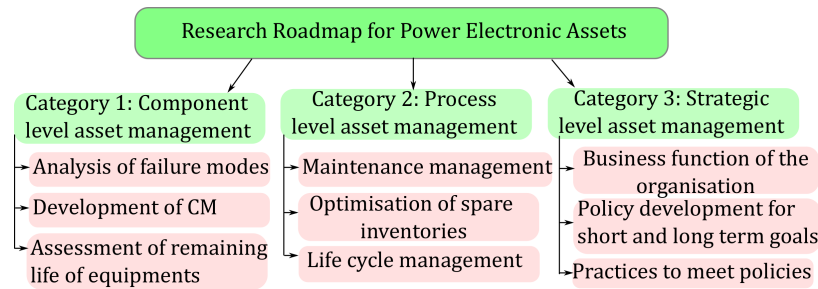 Research Roadmap for Power Electronic Assets
Category 1: Component
level asset management
Analysis of failure modes
Development of CM
Assessment of remaining
life of equipments
Category 2: Process
level asset management
Maintenance management
Optimisation of spare
inventories
Life cycle management
Category 3: Strategic
level asset management
Business function of the
organisation
Policy development for
short and long term goals
Practices to meet policies